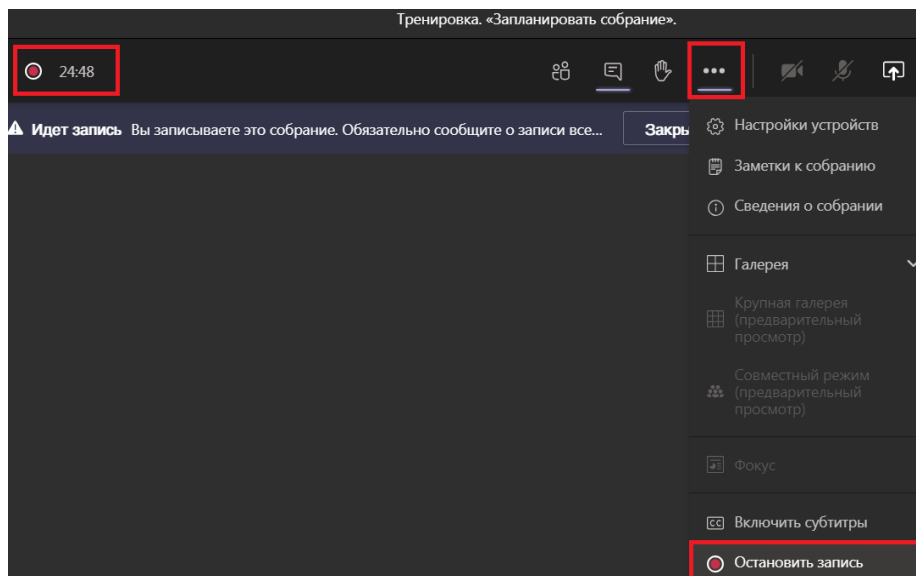 Тренировка. «Запланировать собрание».
24:48
Идет запись Вы записываете это собрание. Обязательно сообщите о записи все... Закры
Настройки устройств
Заметки к собранию
Сведения о собрании
Галерея
Крупная галерея
(предварительный
просмотр)
Совместный режим
(предварительный
просмотр)
Фокус
CC Включить субтитры
Остановить запись